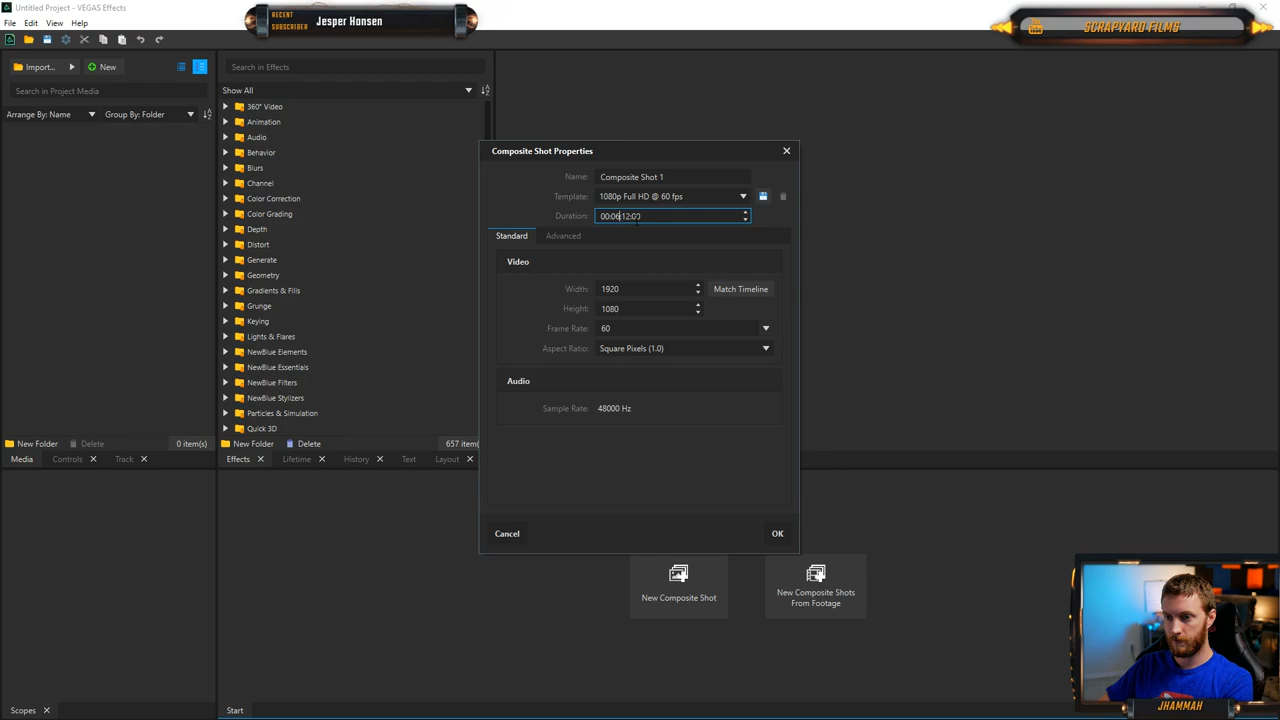 Untitled Project - VEGAS Effects
File Edit View Help
RECENT SUBSCRIBER Jesper Hansen
SCRAPYARD FILMS
Import... New
Search in Project Media
Arrange By: Name Group By: Folder
Search in Effects
Show All
360° Video
Animation
Audio
Behavior
Blurs
Channel
Color Correction
Color Grading
Depth
Distort
Generate
Geometry
Gradients & Fills
Grunge
Keying
Lights & Flares
NewBlue Elements
NewBlue Essentials
NewBlue Filters
NewBlue Stylizers
Particles & Simulation
Quick 3D
New Folder Delete 0 item(s)
New Folder Delete 657 item(
Media Controls Track
Effects Lifetime History Text Layout
Composite Shot Properties
Name: Composite Shot 1
Template: 1080p Full HD @ 60 fps
Duration: 00:06:12:00
Standard Advanced
Video
Width: 1920 Match Timeline
Height: 1080
Frame Rate: 60
Aspect Ratio: Square Pixels (1.0)
Audio
Sample Rate: 48000 Hz
Cancel OK
New Composite Shot
New Composite Shots From Footage
Scopes
Start
JHAMMAH